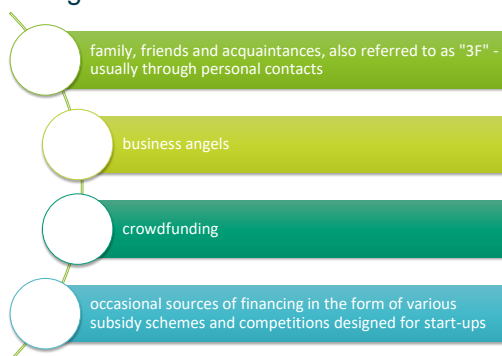 family, friends and acquaintances, also referred to as "3F" -
usually through personal contacts
business angels
crowdfunding
occasional sources of financing in the form of various
subsidy schemes and competitions designed for start-ups